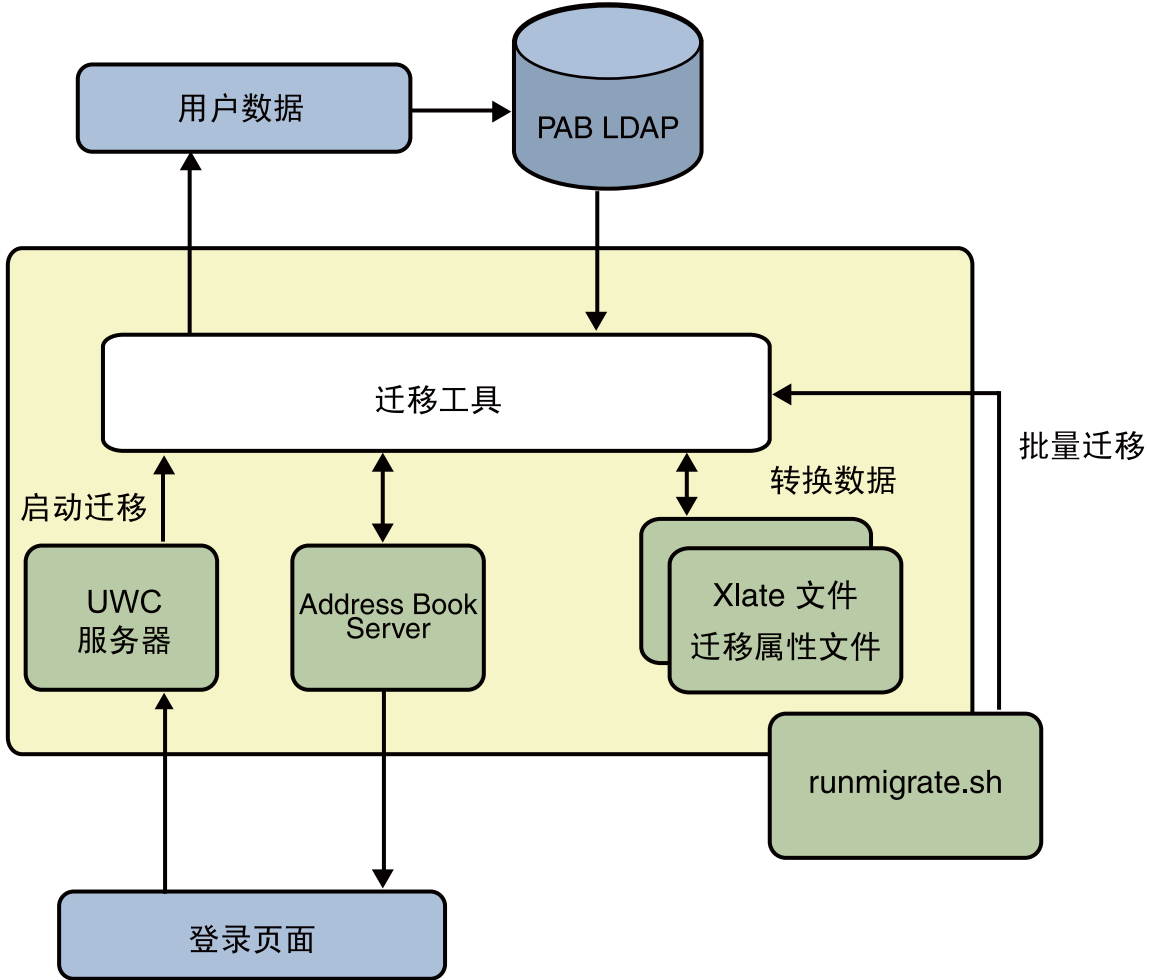 用户数据
PAB LDAP
迁移工具
批量迁移
启动迁移
转换数据
UWC
服务器
Address Book
Server
Xlate 文件
迁移属性文件
runmigrate.sh
登录页面